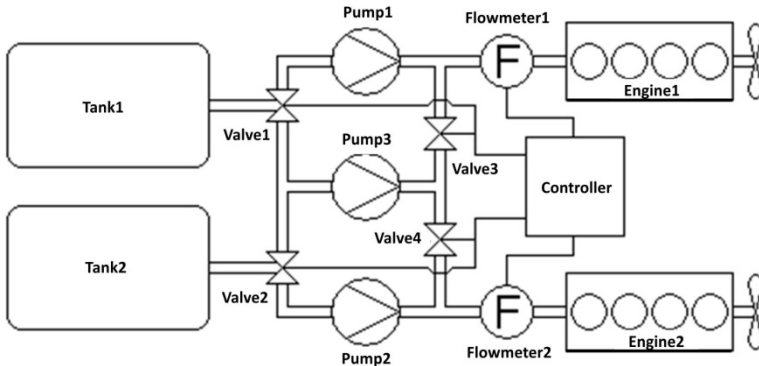 Pump1
Flowmeter1
F
Tank1
Engine1
Valve1
Pump3
Valve3
Controller
Tank2
Valve4
Valve2
F
Engine2
Pump2
Flowmeter2